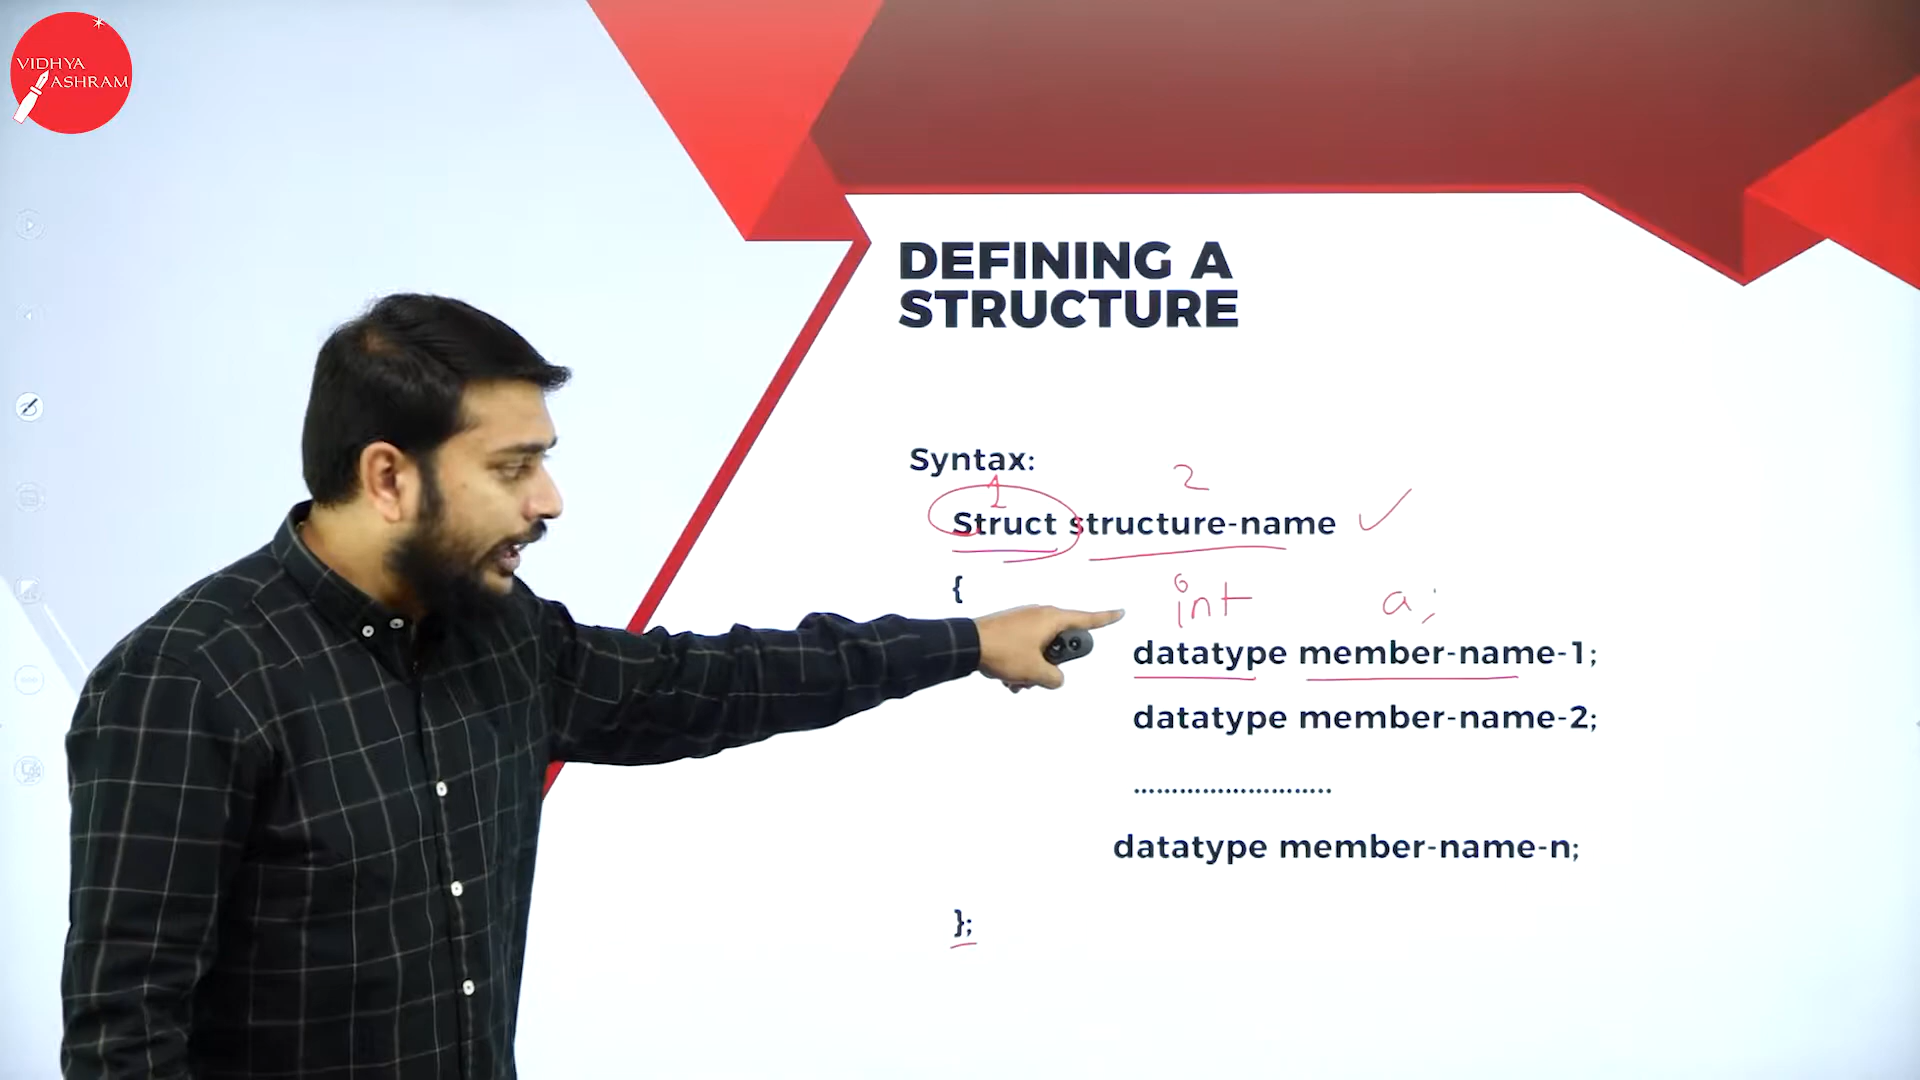 VIDHYA
ASHRAM
DEFINING A
STRUCTURE
Syntax:
1 2
Struct structure-name
{
int a;
datatype member-name-1;
datatype member-name-2;
............................
datatype member-name-n;
};